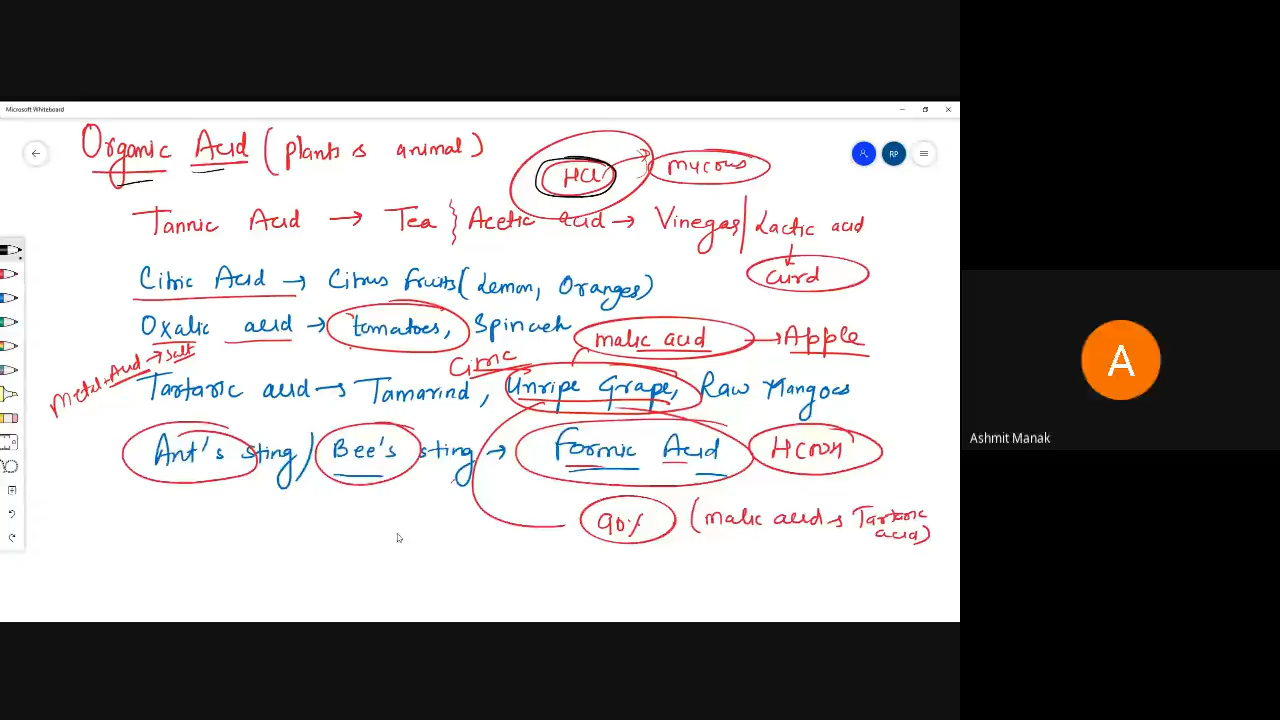 Microsoft Whiteboard
Organic Acid (plants & animal)
HCl
mucous
Tannic Acid → Tea } Acetic acid → Vinegar / Lactic acid
curd
RP
Citric Acid → Citrus fruits (Lemon, Oranges)
Oxalic acid → tomatoes, Spinach
malic acid → Apple
Metal + Acid → Salt
Citric
Tartaric acid → Tamarind, Unripe Grape, Raw Mangoes
Ant's sting / Bee's sting → Formic Acid HCOOH
90% (malic acid & Tartaric acid)
A
Ashmit Manak